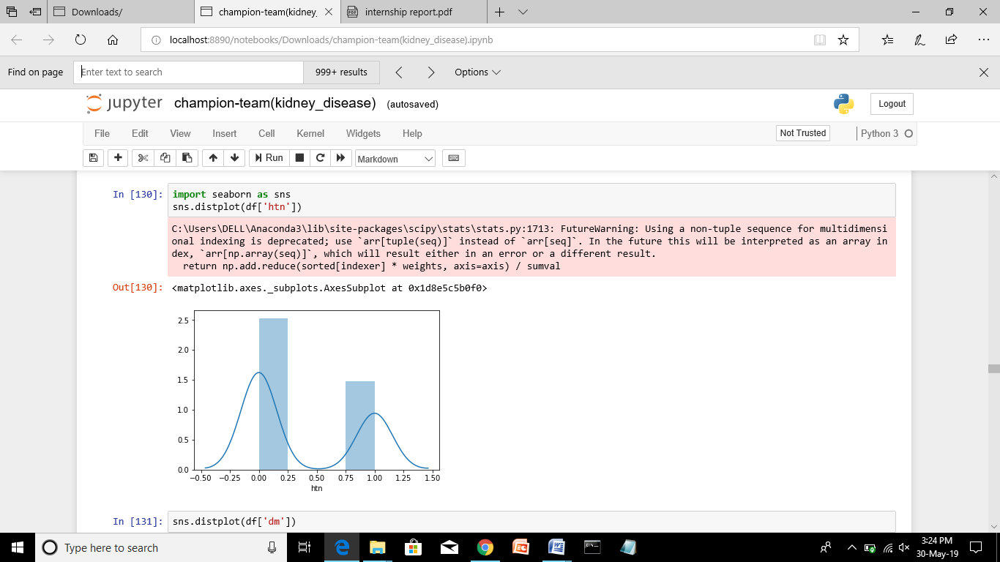 Downloads/
champion-team(kidney_
internship report.pdf
localhost:8890/notebooks/Downloads/champion-team(kidney_disease).ipynb
Find on page
Enter text to search
999+ results
Options
jupyter champion-team(kidney_disease) (autosaved)
Logout
File Edit View Insert Cell Kernel Widgets Help
Not Trusted
Python 3
Run
Markdown
In [130]: import seaborn as sns
sns.distplot(df['htn'])
C:\Users\DELL\Anaconda3\lib\site-packages\scipy\stats\stats.py:1713: FutureWarning: Using a non-tuple sequence for multidimensi
onal indexing is deprecated; use `arr[tuple(seq)]` instead of `arr[seq]`. In the future this will be interpreted as an array in
dex, `arr[np.array(seq)]`, which will result either in an error or a different result.
return np.add.reduce(sorted[indexer] * weights, axis=axis) / sumval
Out[130]: <matplotlib.axes._subplots.AxesSubplot at 0x1d8e5c5b0f0>
2.5
2.0
1.5
1.0
0.5
0.0
−0.50 −0.25 0.00 0.25 0.50 0.75 1.00 1.25 1.50
htn
In [131]: sns.distplot(df['dm'])
Type here to search
3:24 PM
30-May-19